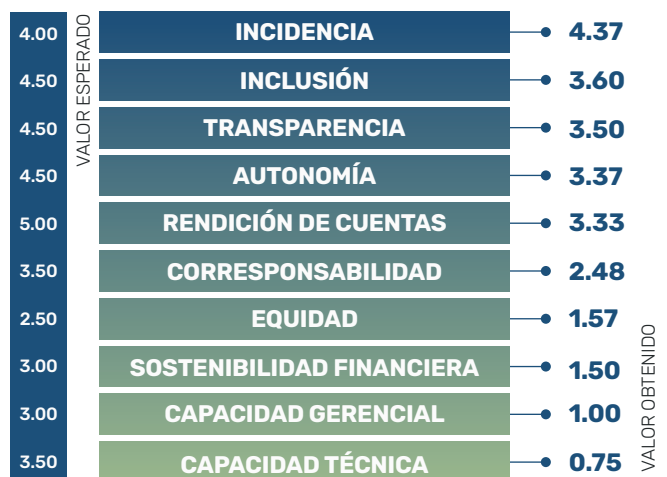 VALOR ESPERADO
4.00 INCIDENCIA 4.37
4.50 INCLUSIÓN 3.60
4.50 TRANSPARENCIA 3.50
4.50 AUTONOMÍA 3.37
5.00 RENDICIÓN DE CUENTAS 3.33
3.50 CORRESPONSABILIDAD 2.48
2.50 EQUIDAD 1.57
3.00 SOSTENIBILIDAD FINANCIERA 1.50
3.00 CAPACIDAD GERENCIAL 1.00
3.50 CAPACIDAD TÉCNICA 0.75
VALOR OBTENIDO